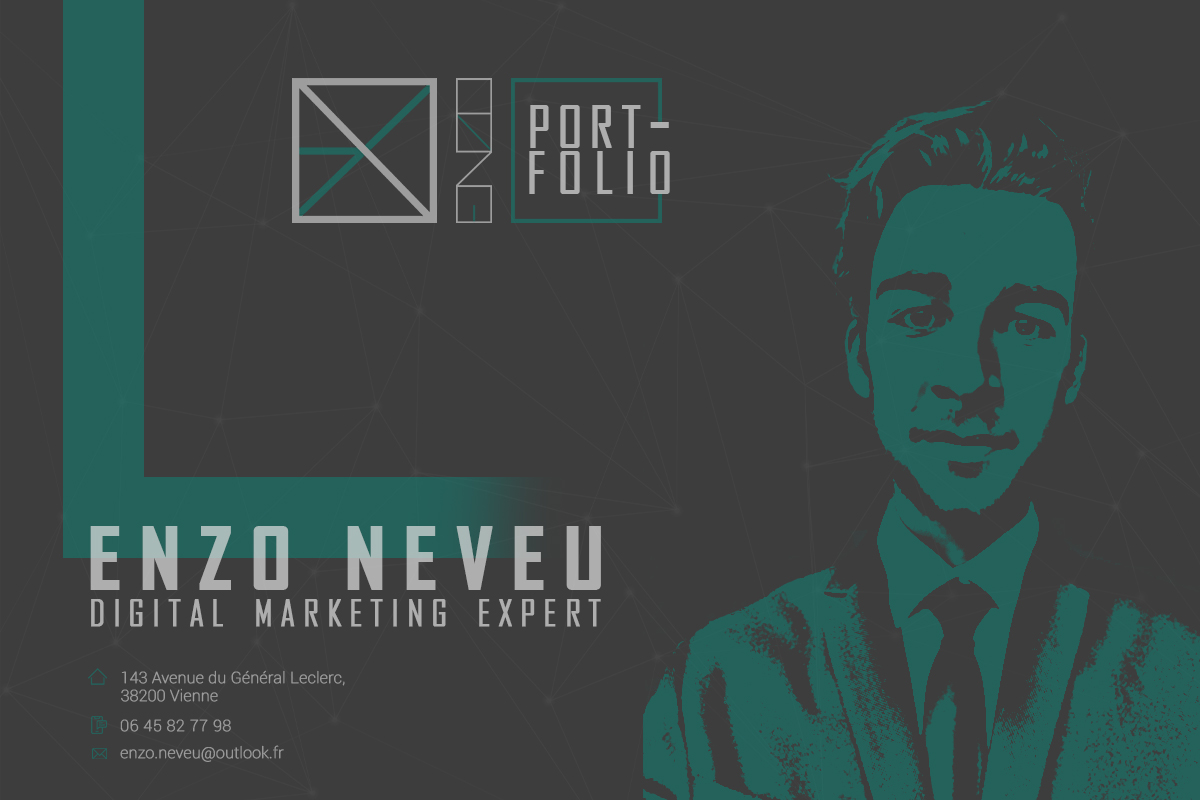 ENZO
PORT-
FOLIO
ENZO NEVEU
DIGITAL MARKETING EXPERT
143 Avenue du Général Leclerc,
38200 Vienne
06 45 82 77 98
enzo.neveu@outlook.fr